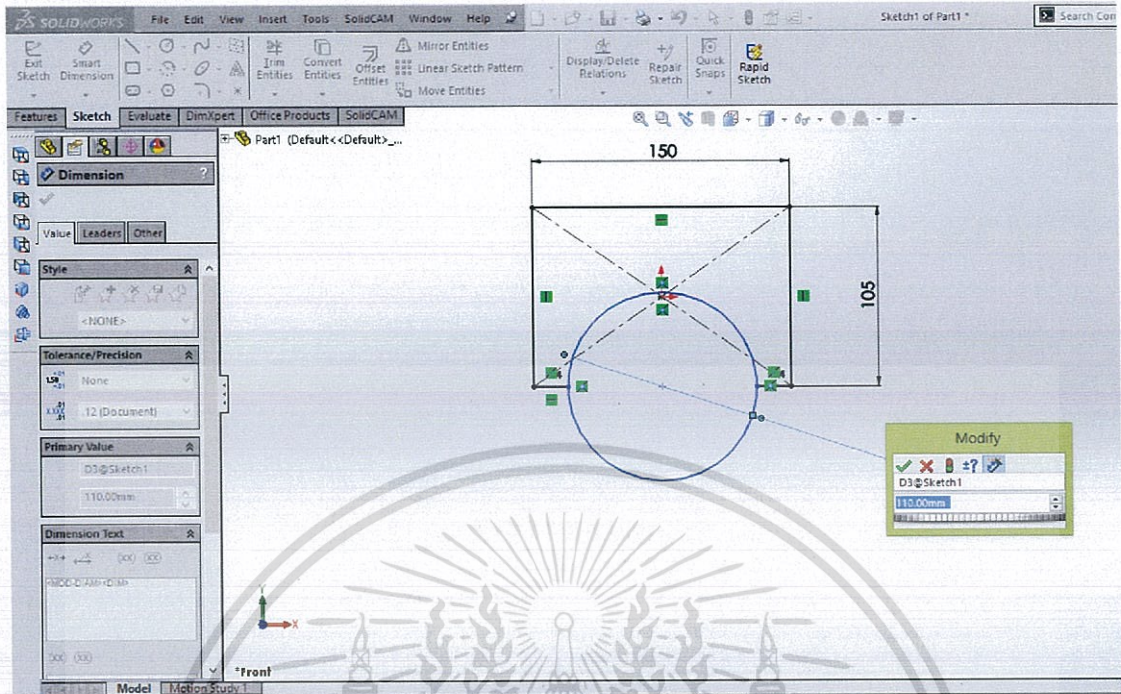 SOLIDWORKS File Edit View Insert Tools SolidCAM Window Help Sketch1 of Part1 * Search Con
Exit Sketch
Smart Dimension
Trim Entities
Convert Entities
Offset Entities
Mirror Entities
Linear Sketch Pattern
Move Entities
Display/Delete Relations
Repair Sketch
Quick Snaps
Rapid Sketch
Features Sketch Evaluate DimXpert Office Products SolidCAM
Part1 (Default<<Default>_...
Dimension ?
Value Leaders Other
Style
<NONE>
Tolerance/Precision
None
.12 (Document)
Primary Value
D3@Sketch1
110.00mm
Dimension Text
<MOD-DIAM><DIM>
150
105
Modify
±?
D3@Sketch1
110.00mm
Y
X
*Front
Model Motion Study 1